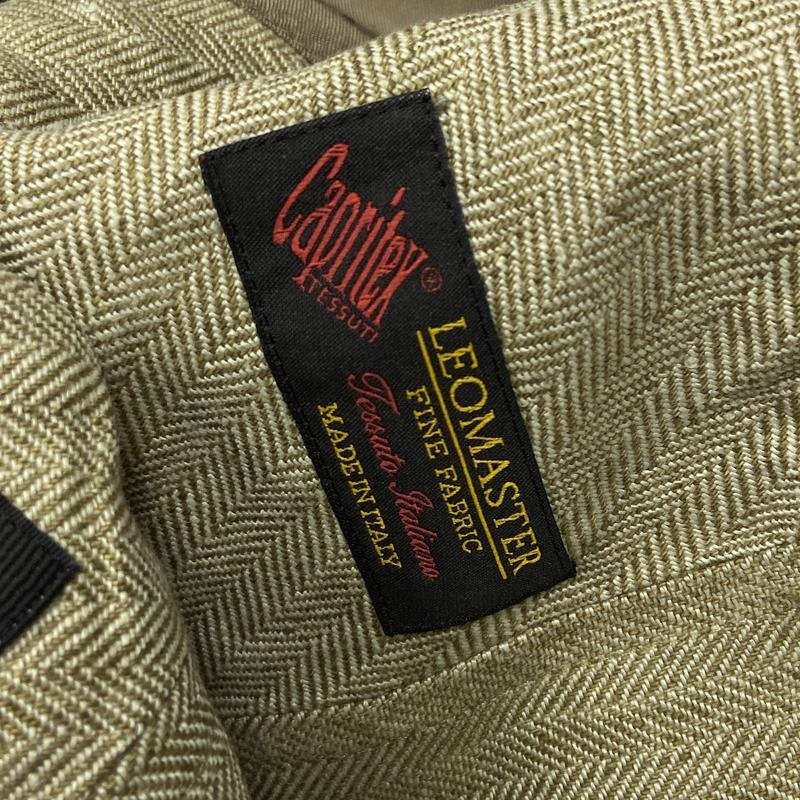 Capritex ®
TESSUTI
LEOMASTER
FINE FABRIC
Tessuto Italiano
MADE IN ITALY